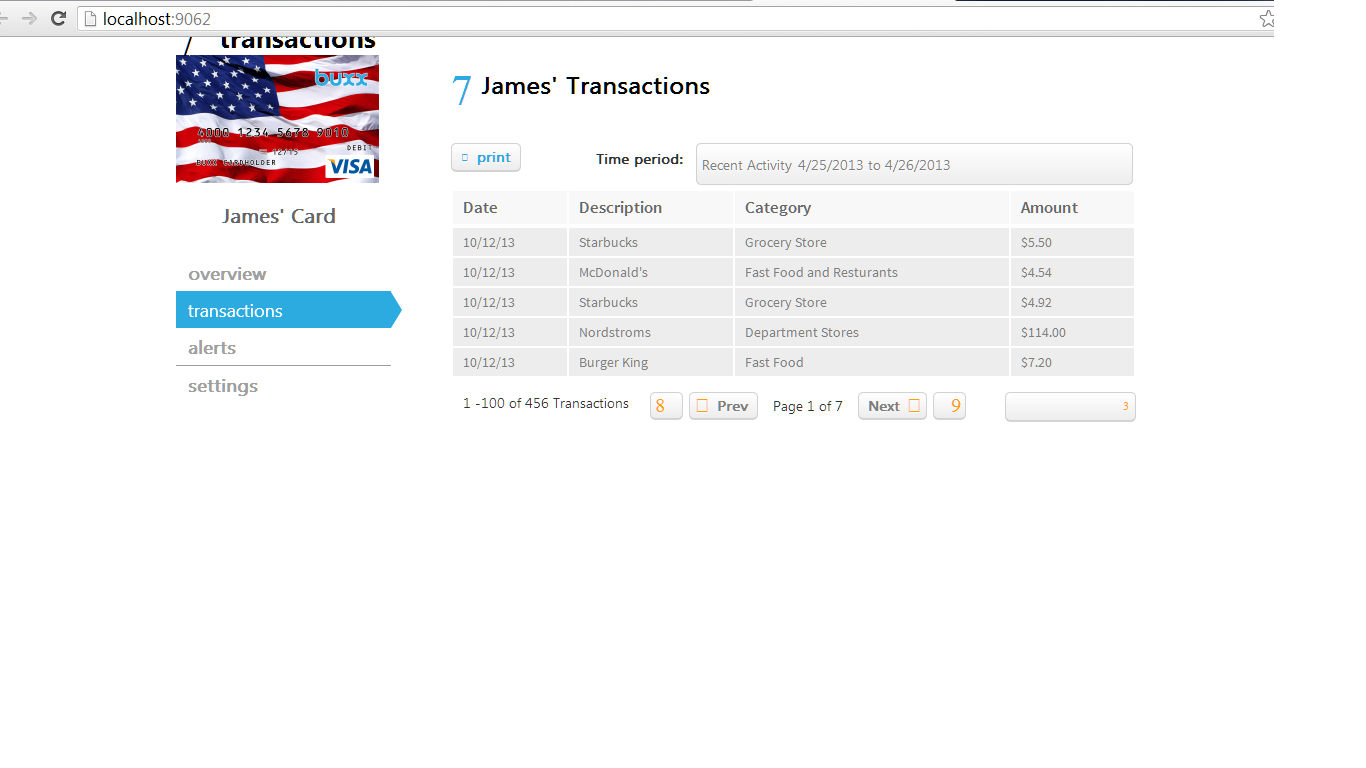 localhost:9062
transactions
buxx
4000 1234 5678 9010
DEBIT
12/15
BUXX CARDHOLDER
VISA
James' Card
overview
transactions
alerts
settings
7 James' Transactions
print
Time period: Recent Activity 4/25/2013 to 4/26/2013
Date Description Category Amount
10/12/13 Starbucks Grocery Store $5.50
10/12/13 McDonald's Fast Food and Resturants $4.54
10/12/13 Starbucks Grocery Store $4.92
10/12/13 Nordstroms Department Stores $114.00
10/12/13 Burger King Fast Food $7.20
1 -100 of 456 Transactions 8 Prev Page 1 of 7 Next 9 3